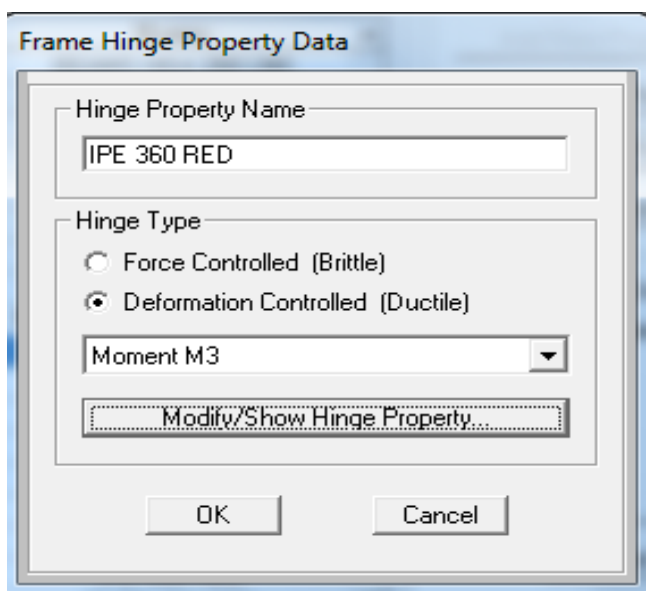 Frame Hinge Property Data
Hinge Property Name
IPE 360 RED
Hinge Type
Force Controlled (Brittle)
Deformation Controlled (Ductile)
Moment M3
Modify/Show Hinge Property...
OK
Cancel